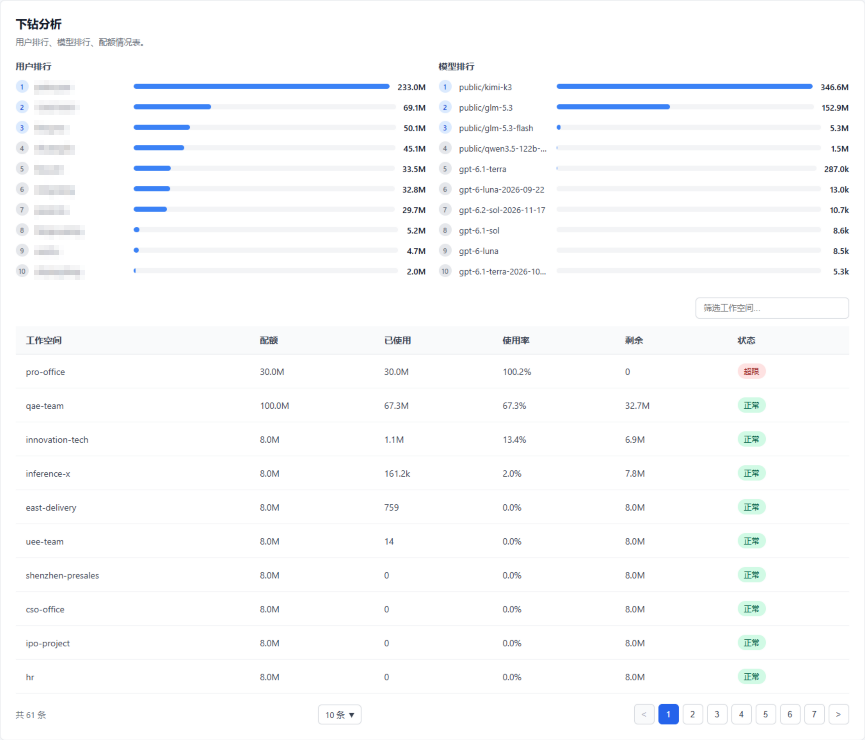 下钻分析
用户排行、模型排行、配额情况表。
用户排行
1 233.0M
2 69.1M
3 50.1M
4 45.1M
5 33.5M
6 32.8M
7 29.7M
8 5.2M
9 4.7M
10 2.0M
模型排行
1 public/kimi-k3 346.6M
2 public/glm-5.3 152.9M
3 public/glm-5.3-flash 5.3M
4 public/qwen3.5-122b-... 1.5M
5 gpt-6.1-terra 287.0k
6 gpt-6-luna-2026-09-22 13.0k
7 gpt-6.2-sol-2026-11-17 10.7k
8 gpt-6.1-sol 8.6k
9 gpt-6-luna 8.5k
10 gpt-6.1-terra-2026-10... 5.3k
筛选工作空间...
工作空间 配额 已使用 使用率 剩余 状态
pro-office 30.0M 30.0M 100.2% 0 超限
qae-team 100.0M 67.3M 67.3% 32.7M 正常
innovation-tech 8.0M 1.1M 13.4% 6.9M 正常
inference-x 8.0M 161.2k 2.0% 7.8M 正常
east-delivery 8.0M 759 0.0% 8.0M 正常
uee-team 8.0M 14 0.0% 8.0M 正常
shenzhen-presales 8.0M 0 0.0% 8.0M 正常
cso-office 8.0M 0 0.0% 8.0M 正常
ipo-project 8.0M 0 0.0% 8.0M 正常
hr 8.0M 0 0.0% 8.0M 正常
共 61 条 10 条 ▼ < 1 2 3 4 5 6 7 >